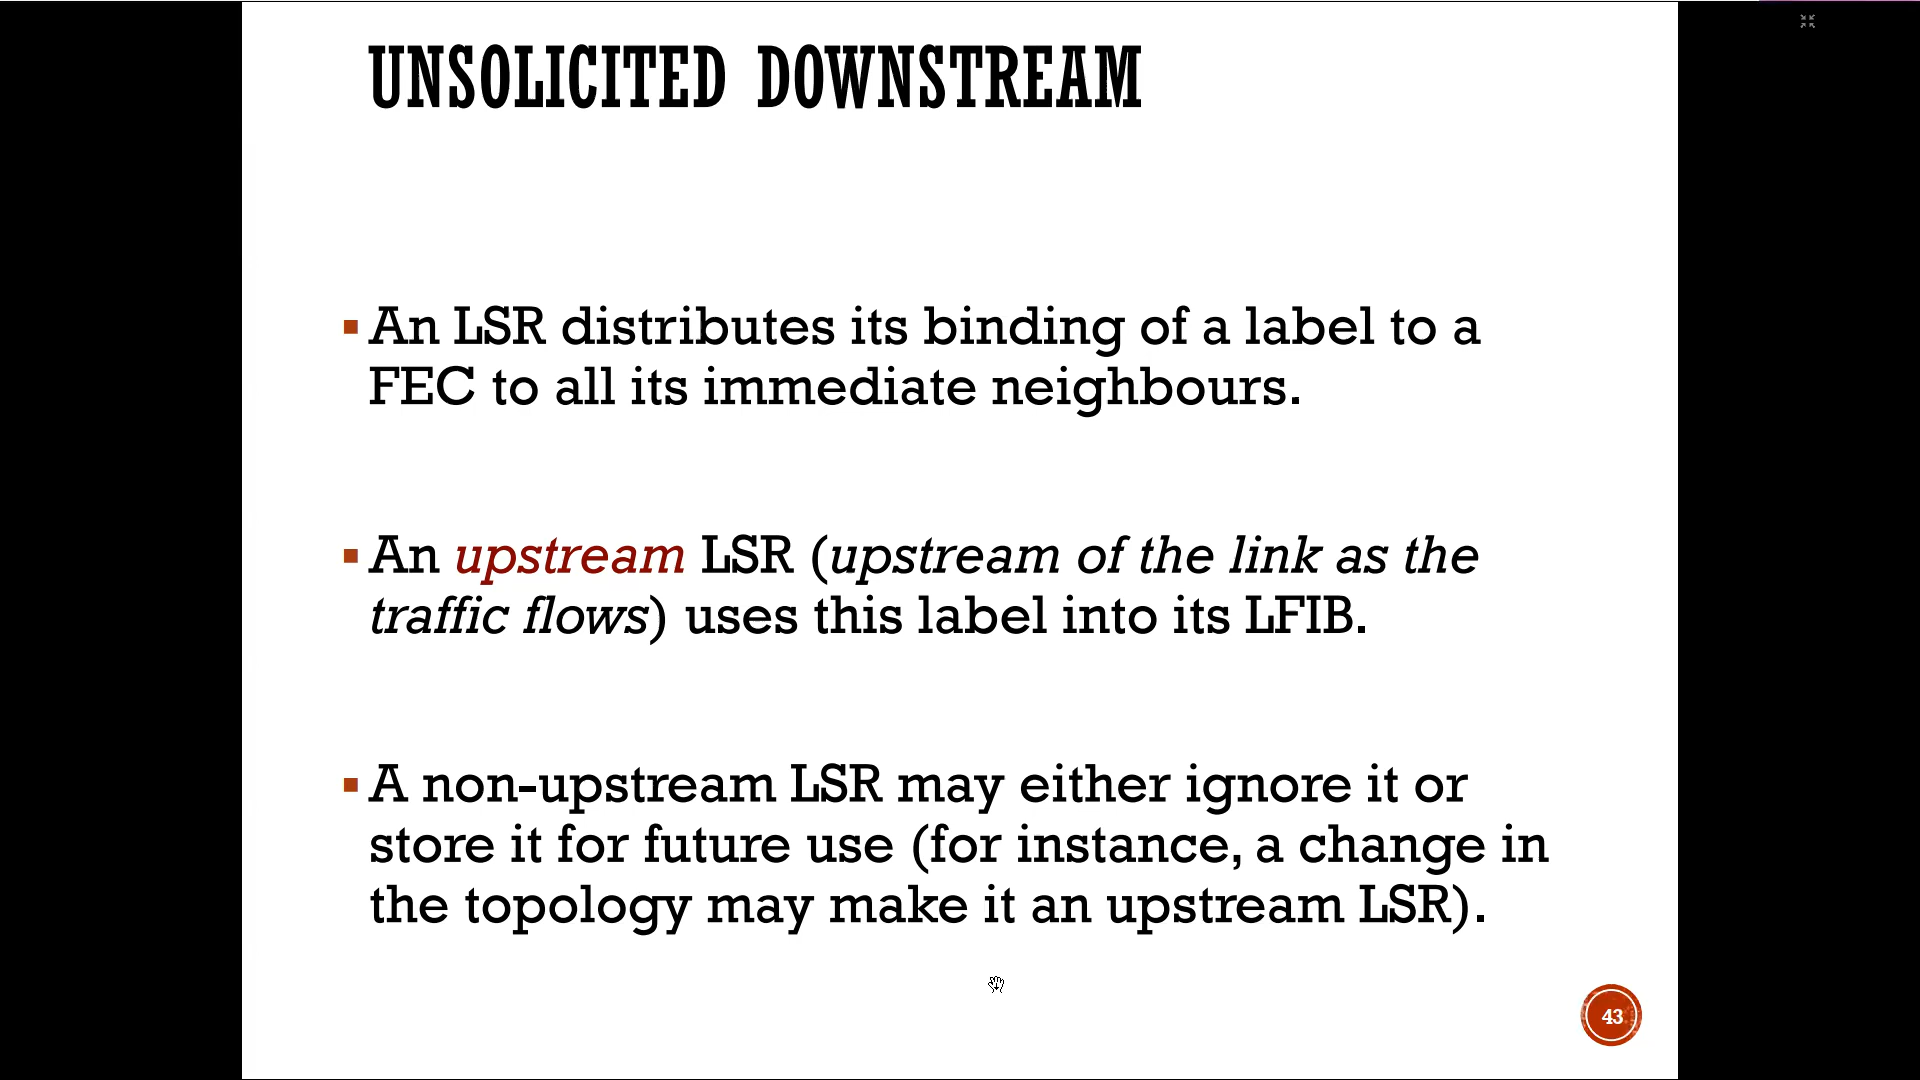 UNSOLICITED DOWNSTREAM
An LSR distributes its binding of a label to a
FEC to all its immediate neighbours.
An upstream LSR (upstream of the link as the
traffic flows) uses this label into its LFIB.
A non-upstream LSR may either ignore it or
store it for future use (for instance, a change in
the topology may make it an upstream LSR).
43